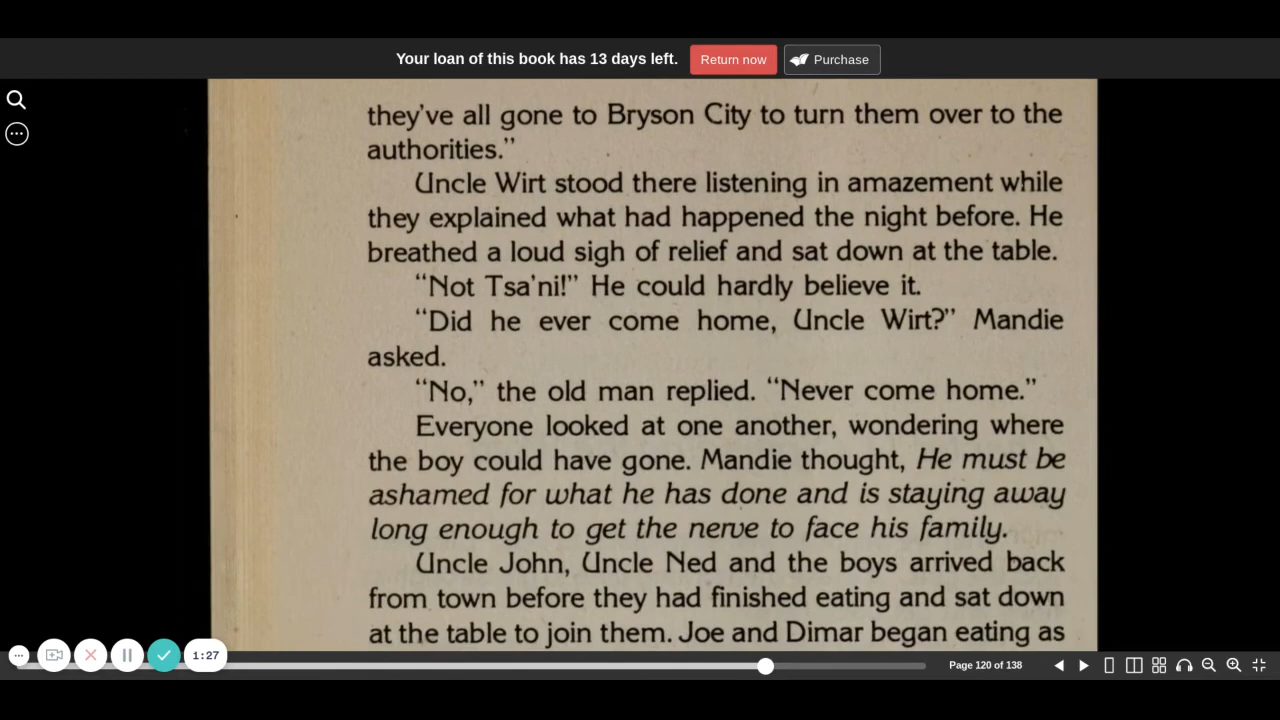 Your loan of this book has 13 days left. Return now Purchase
they've all gone to Bryson City to turn them over to the
authorities."
Uncle Wirt stood there listening in amazement while
they explained what had happened the night before. He
breathed a loud sigh of relief and sat down at the table.
"Not Tsa'ni!" He could hardly believe it.
"Did he ever come home, Uncle Wirt?" Mandie
asked.
"No," the old man replied. "Never come home."
Everyone looked at one another, wondering where
the boy could have gone. Mandie thought, He must be
ashamed for what he has done and is staying away
long enough to get the nerve to face his family.
Uncle John, Uncle Ned and the boys arrived back
from town before they had finished eating and sat down
at the table to join them. Joe and Dimar began eating as
1:27 Page 120 of 138